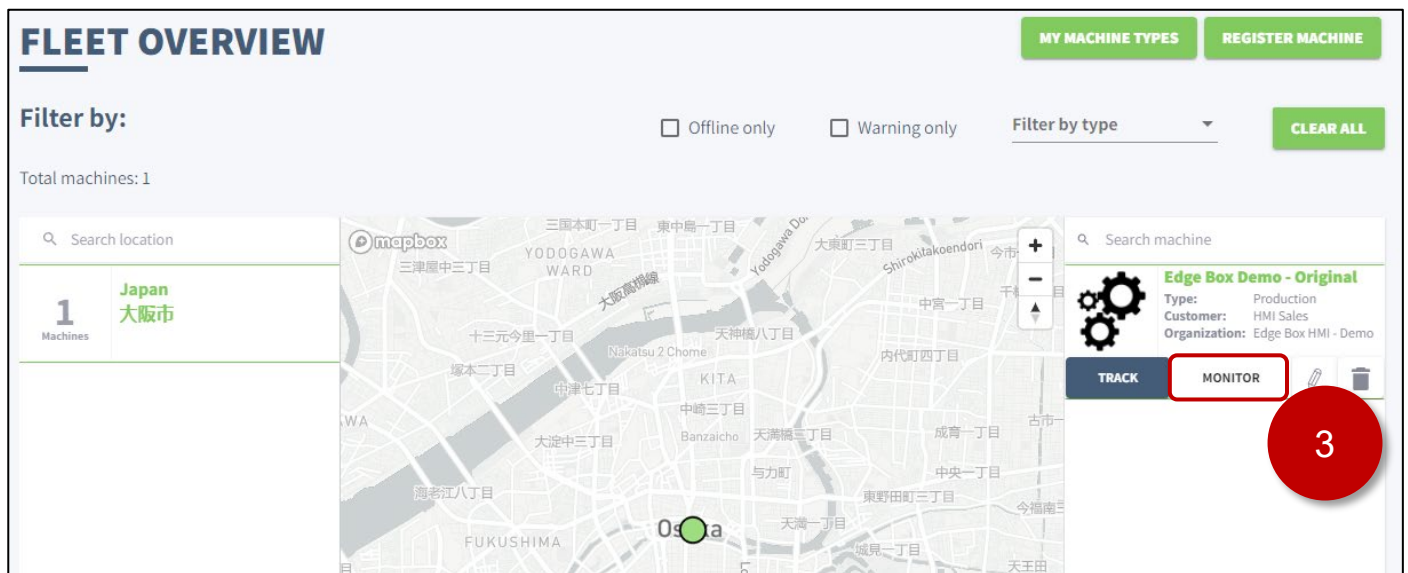 FLEET OVERVIEW
MY MACHINE TYPES
REGISTER MACHINE
Filter by:
Offline only
Warning only
Filter by type
CLEAR ALL
Total machines: 1
Search location
1
Machines
Japan
大阪市
mapbox
三国本町一丁目
東中島一丁目
YODOGAWA
WARD
三津屋中三丁目
大東町三丁目
Shirokitakoendori
中宮一丁目
十三元今里一丁目
天神橋八丁目
Nakatsu 2 Chome
内代町四丁目
塚本二丁目
KITA
中津七丁目
中崎三丁目
大淀中三丁目
Banzaicho
天満橋三丁目
成育一丁目
与力町
中央一丁目
海老江八丁目
東野田町三丁目
天満一丁目
FUKUSHIMA
城見一丁目
天王田
+
−
Search machine
Edge Box Demo - Original
Type: Production
Customer: HMI Sales
Organization: Edge Box HMI - Demo
TRACK
MONITOR
3